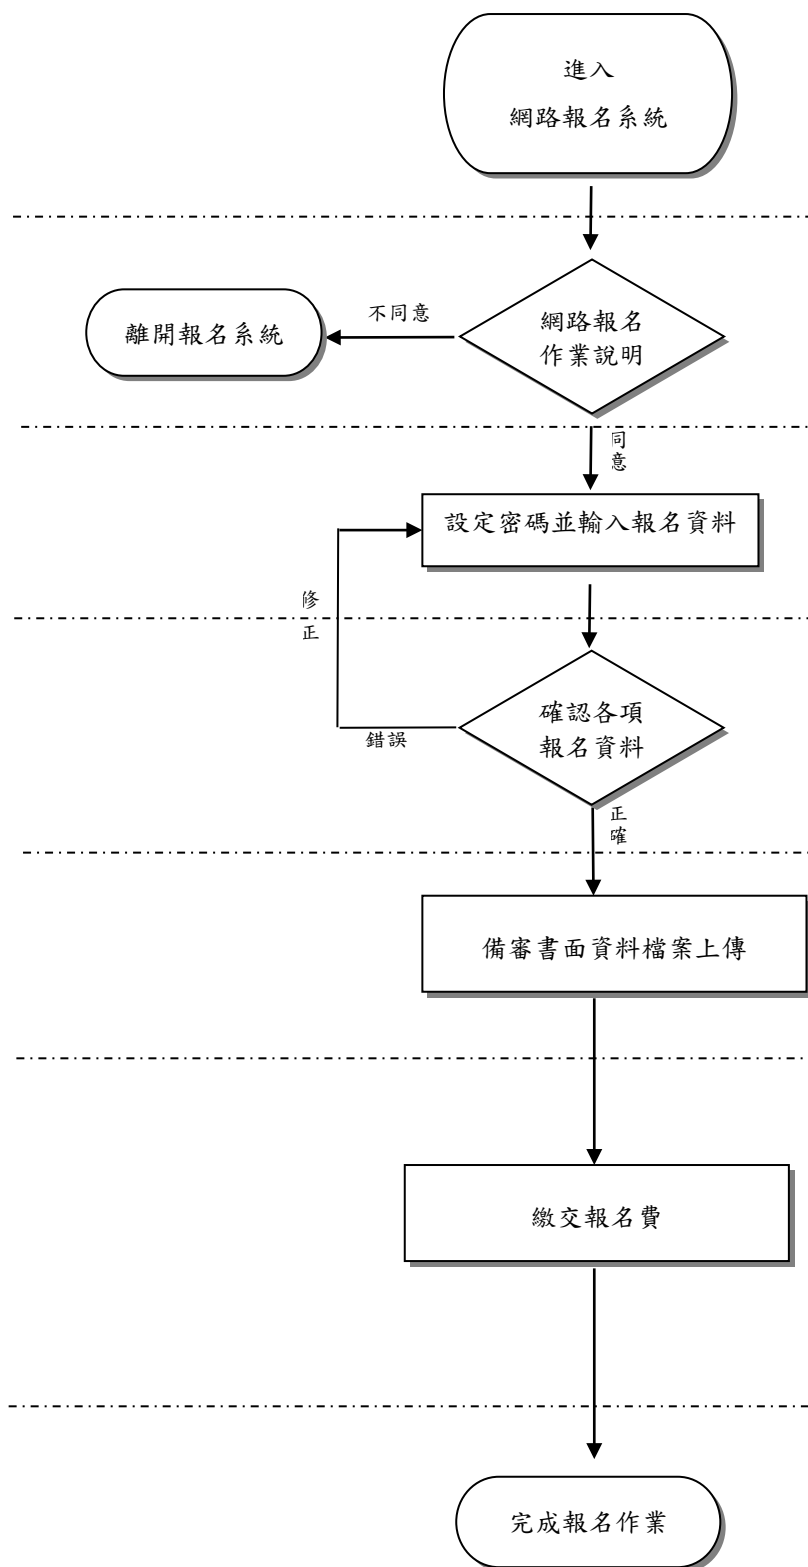 進入
網路報名系統
不同意
離開報名系統
網路報名
作業說明
同
意
設定密碼並輸入報名資料
修
正
確認各項
報名資料
錯誤
正
確
備審書面資料檔案上傳
繳交報名費
完成報名作業